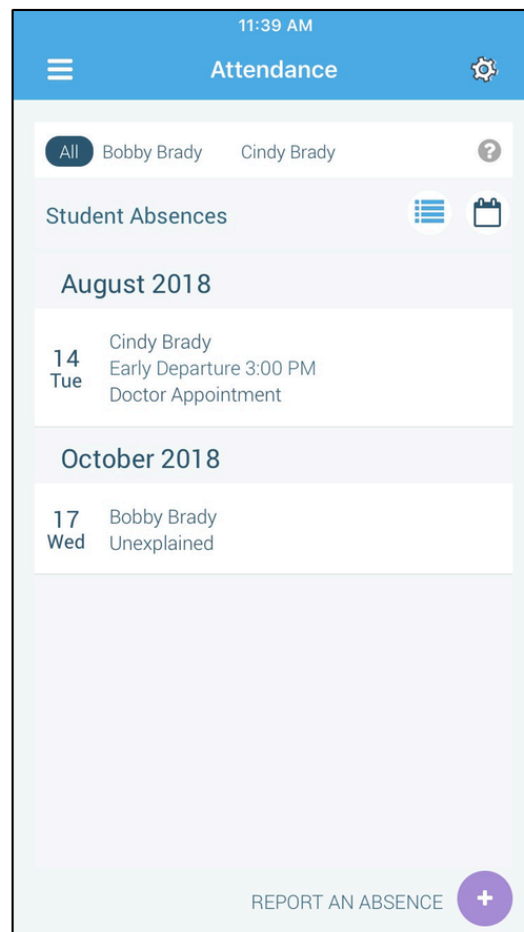 11:39 AM
Attendance
All Bobby Brady Cindy Brady ?
Student Absences
August 2018
14
Tue
Cindy Brady
Early Departure 3:00 PM
Doctor Appointment
October 2018
17
Wed
Bobby Brady
Unexplained
REPORT AN ABSENCE +